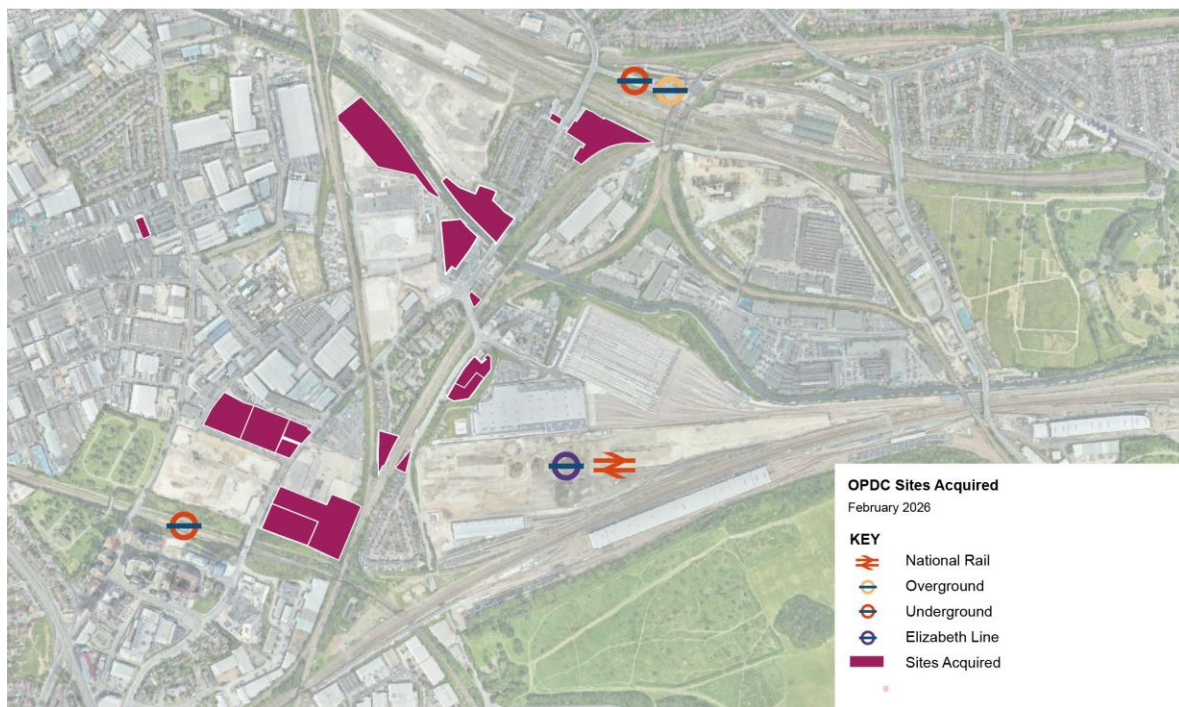 OPDC Sites Acquired
February 2026
KEY
National Rail
Overground
Underground
Elizabeth Line
Sites Acquired